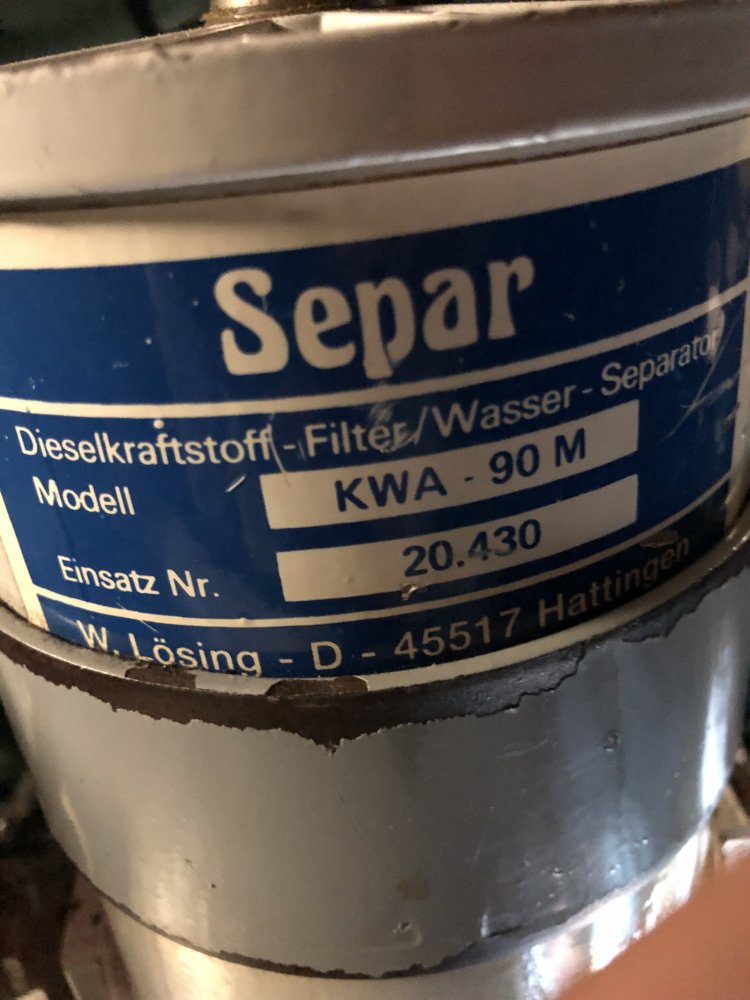 Separ
Dieselkraftstoff-Filter/Wasser-Separator
Modell KWA - 90 M
Einsatz Nr. 20.430
W. Lösing - D - 45517 Hattingen